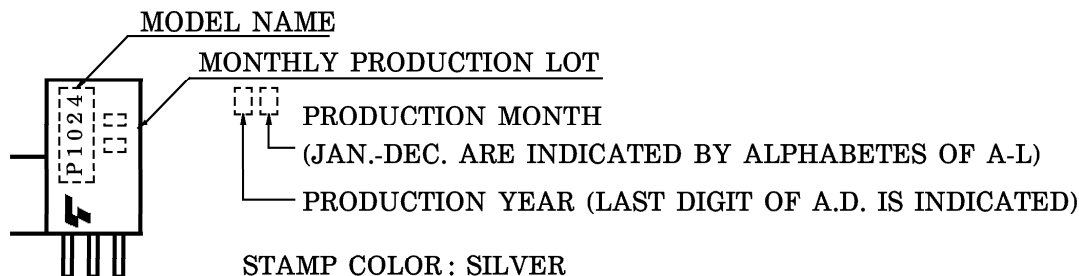 MODEL NAME
MONTHLY PRODUCTION LOT
P1024
PRODUCTION MONTH
(JAN.-DEC. ARE INDICATED BY ALPHABETES OF A-L)
PRODUCTION YEAR (LAST DIGIT OF A.D. IS INDICATED)
STAMP COLOR: SILVER